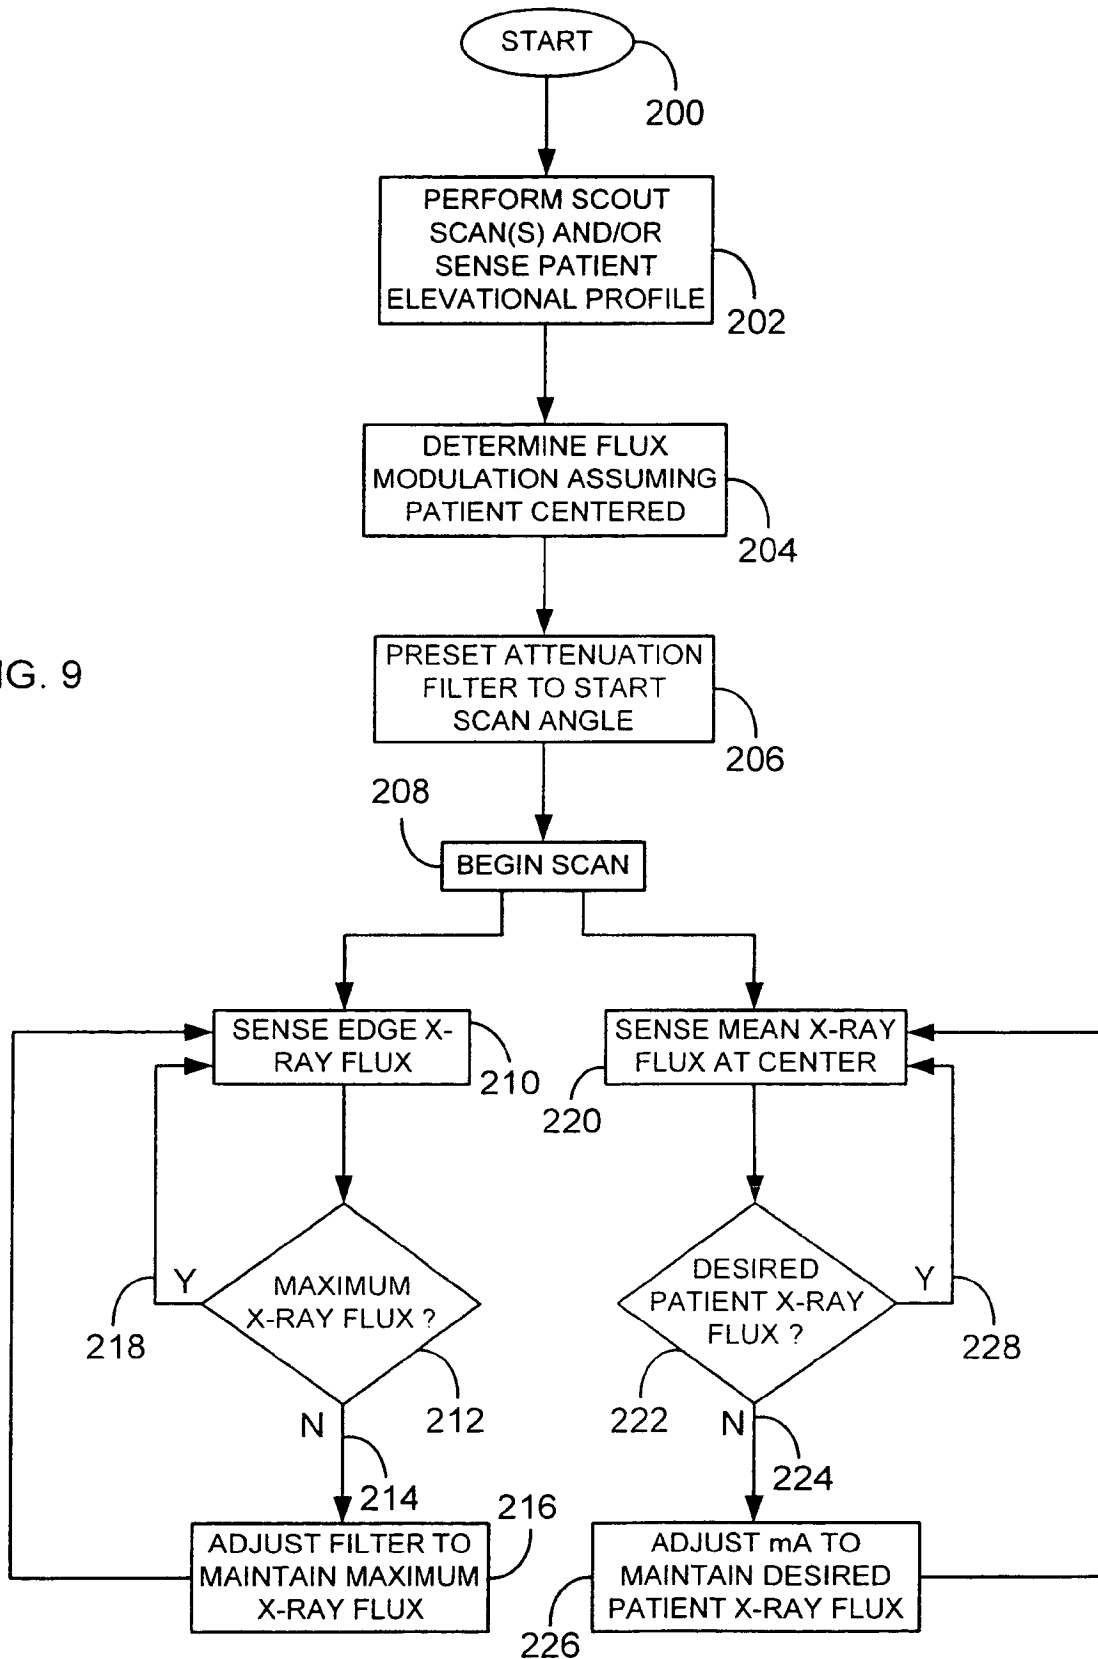 START
200
PERFORM SCOUT
SCAN(S) AND/OR
SENSE PATIENT
ELEVATIONAL PROFILE
202
DETERMINE FLUX
MODULATION ASSUMING
PATIENT CENTERED
204
IG. 9
PRESET ATTENUATION
FILTER TO START
SCAN ANGLE
206
208
BEGIN SCAN
SENSE EDGE X-
RAY FLUX
210
SENSE MEAN X-RAY
FLUX AT CENTER
220
MAXIMUM
X-RAY FLUX ?
Y
218
212
N
214
DESIRED
PATIENT X-RAY
FLUX ?
Y
228
222
N
224
ADJUST FILTER TO
MAINTAIN MAXIMUM
X-RAY FLUX
216
ADJUST mA TO
MAINTAIN DESIRED
PATIENT X-RAY FLUX
226